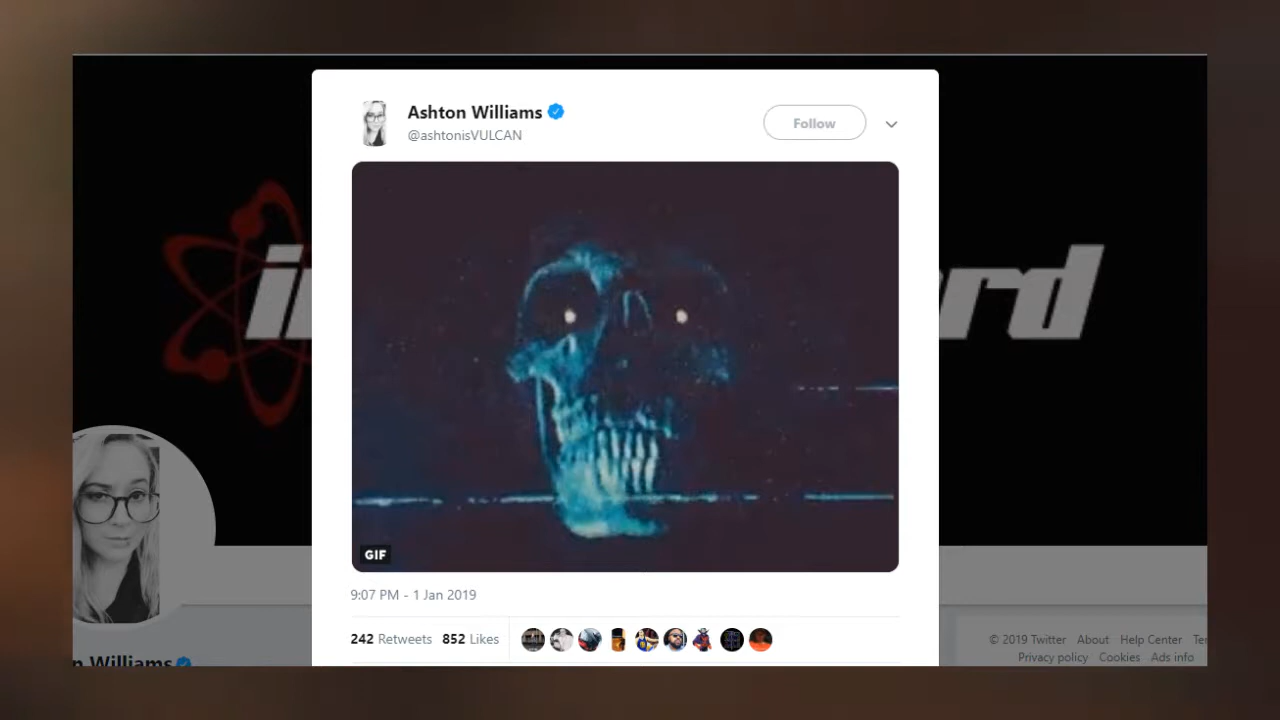 Ashton Williams
@ashtonisVULCAN
Follow
GIF
9:07 PM - 1 Jan 2019
242 Retweets 852 Likes
© 2019 Twitter About Help Center
Privacy policy Cookies Ads info
Williams